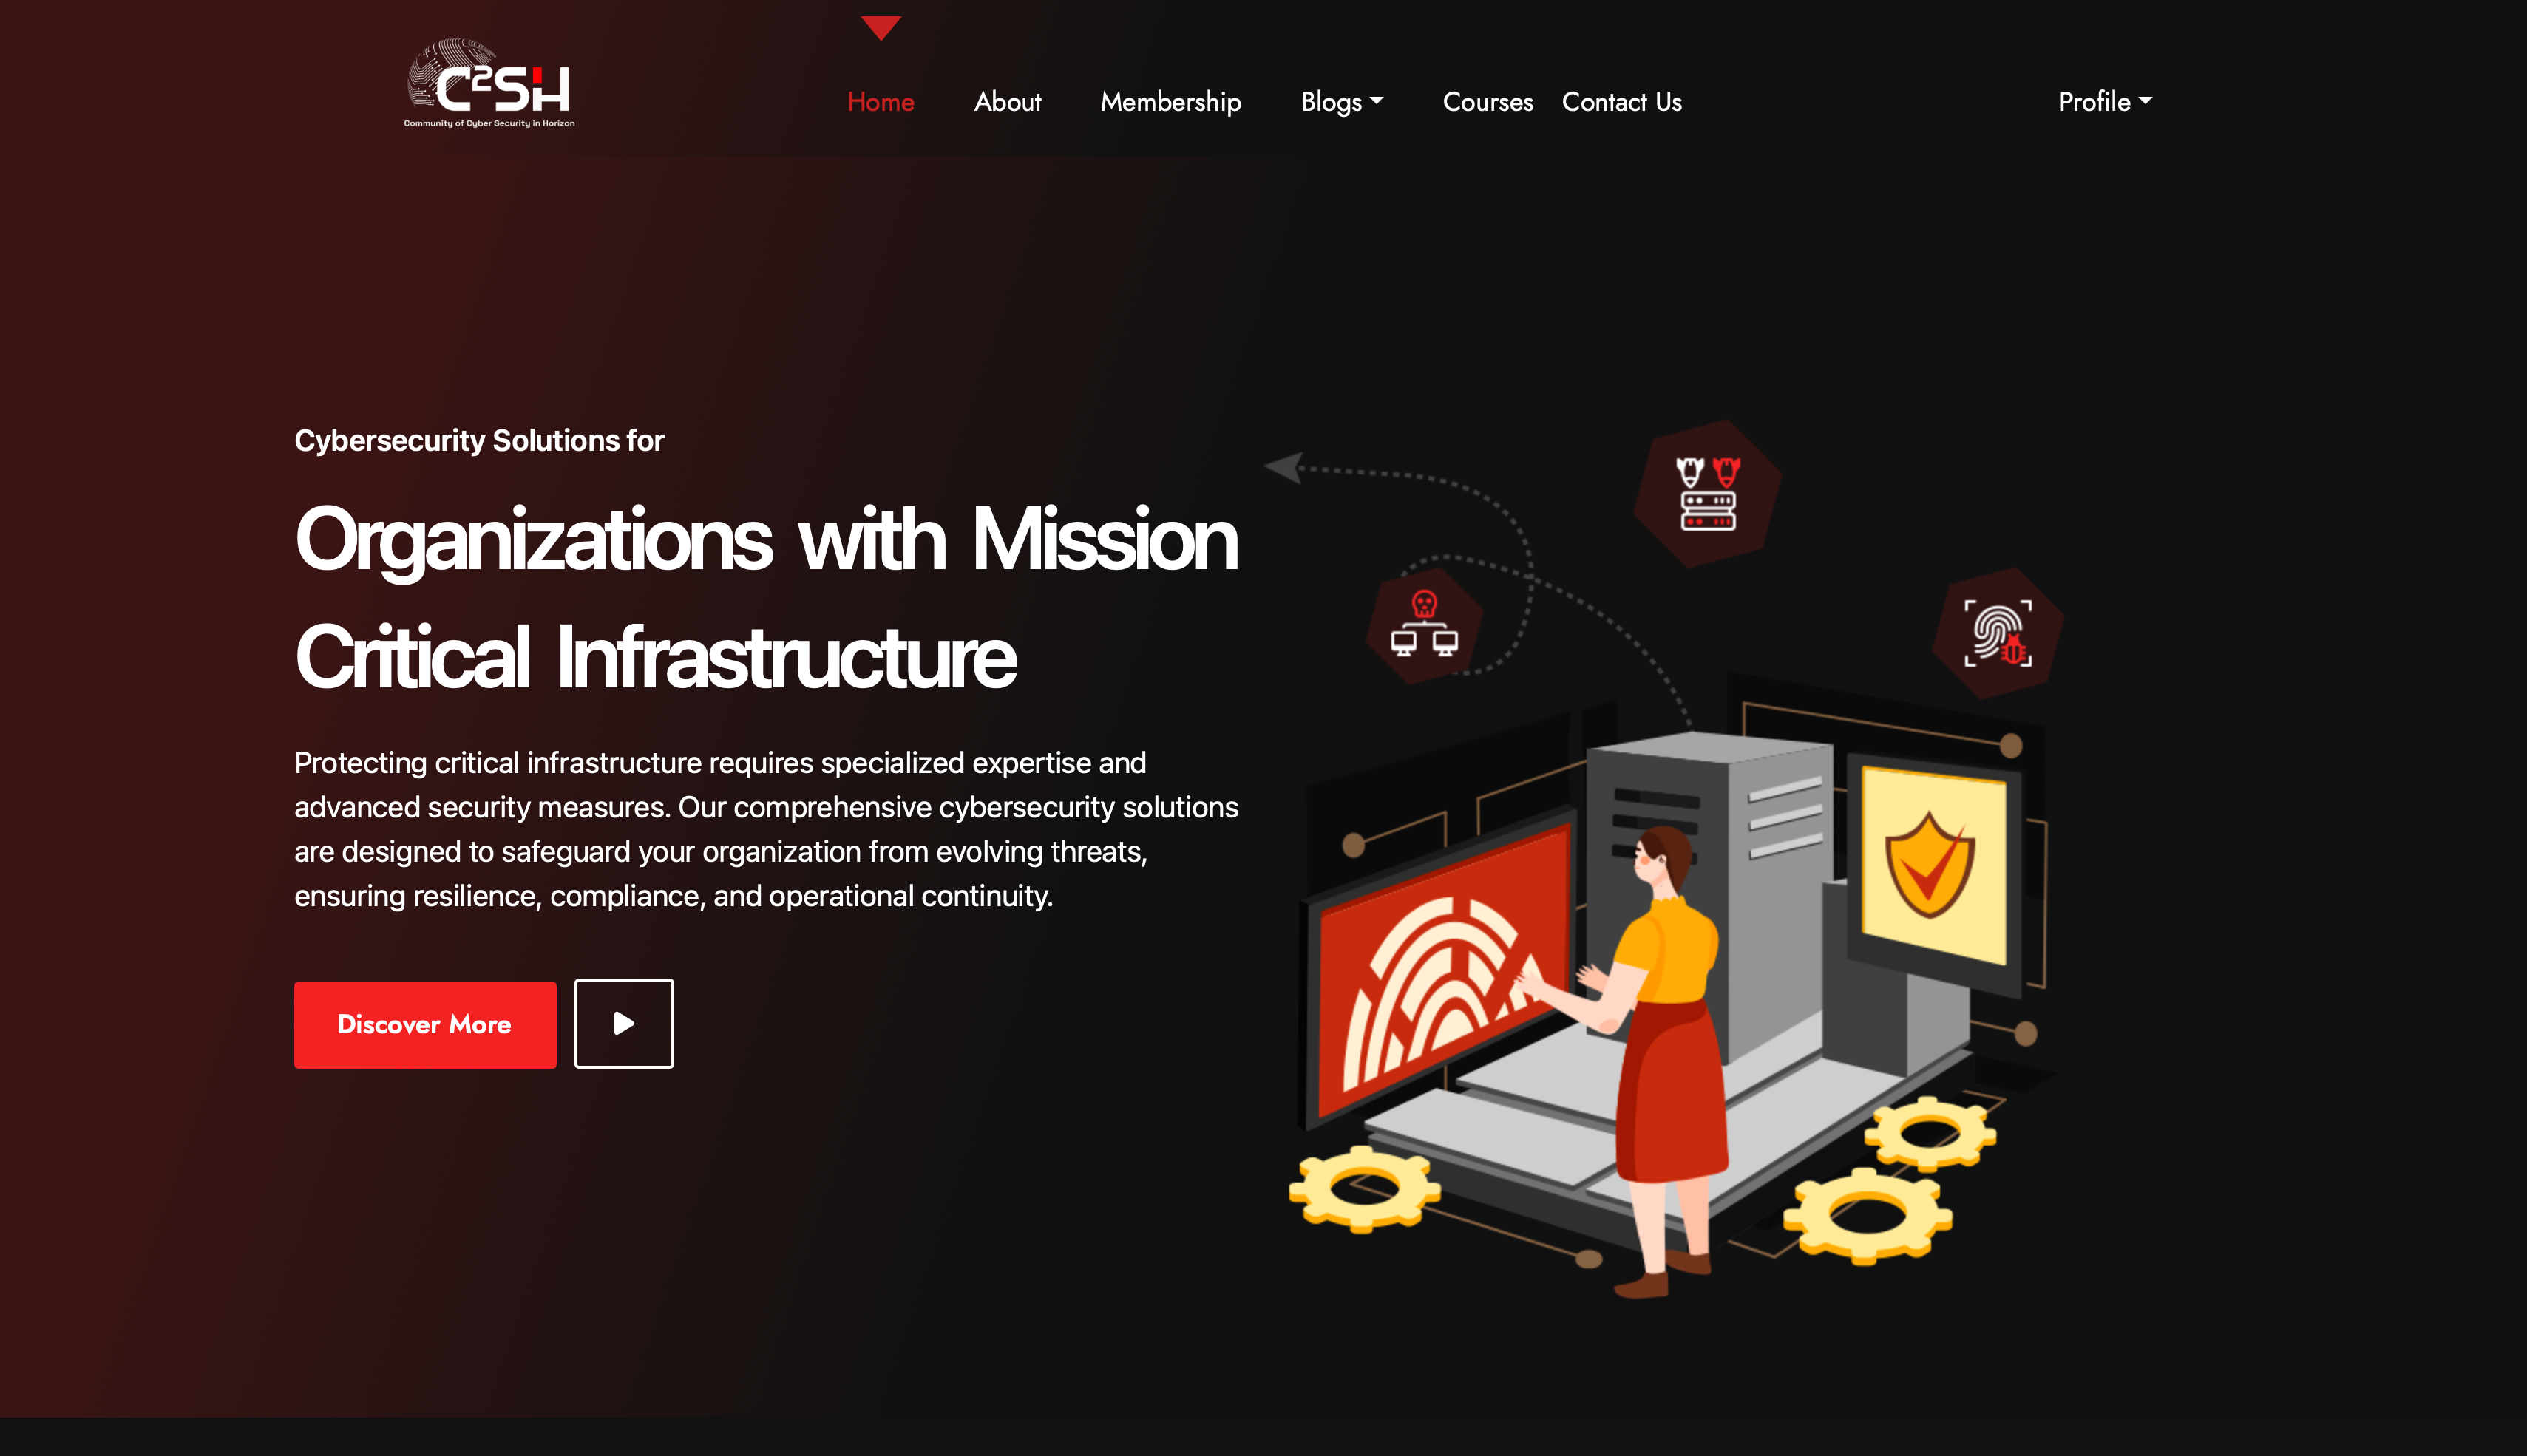 C²SH
Community of Cyber Security in Horizon
Home About Membership Blogs Courses Contact Us Profile
Cybersecurity Solutions for
Organizations with Mission
Critical Infrastructure
Protecting critical infrastructure requires specialized expertise and
advanced security measures. Our comprehensive cybersecurity solutions
are designed to safeguard your organization from evolving threats,
ensuring resilience, compliance, and operational continuity.
Discover More